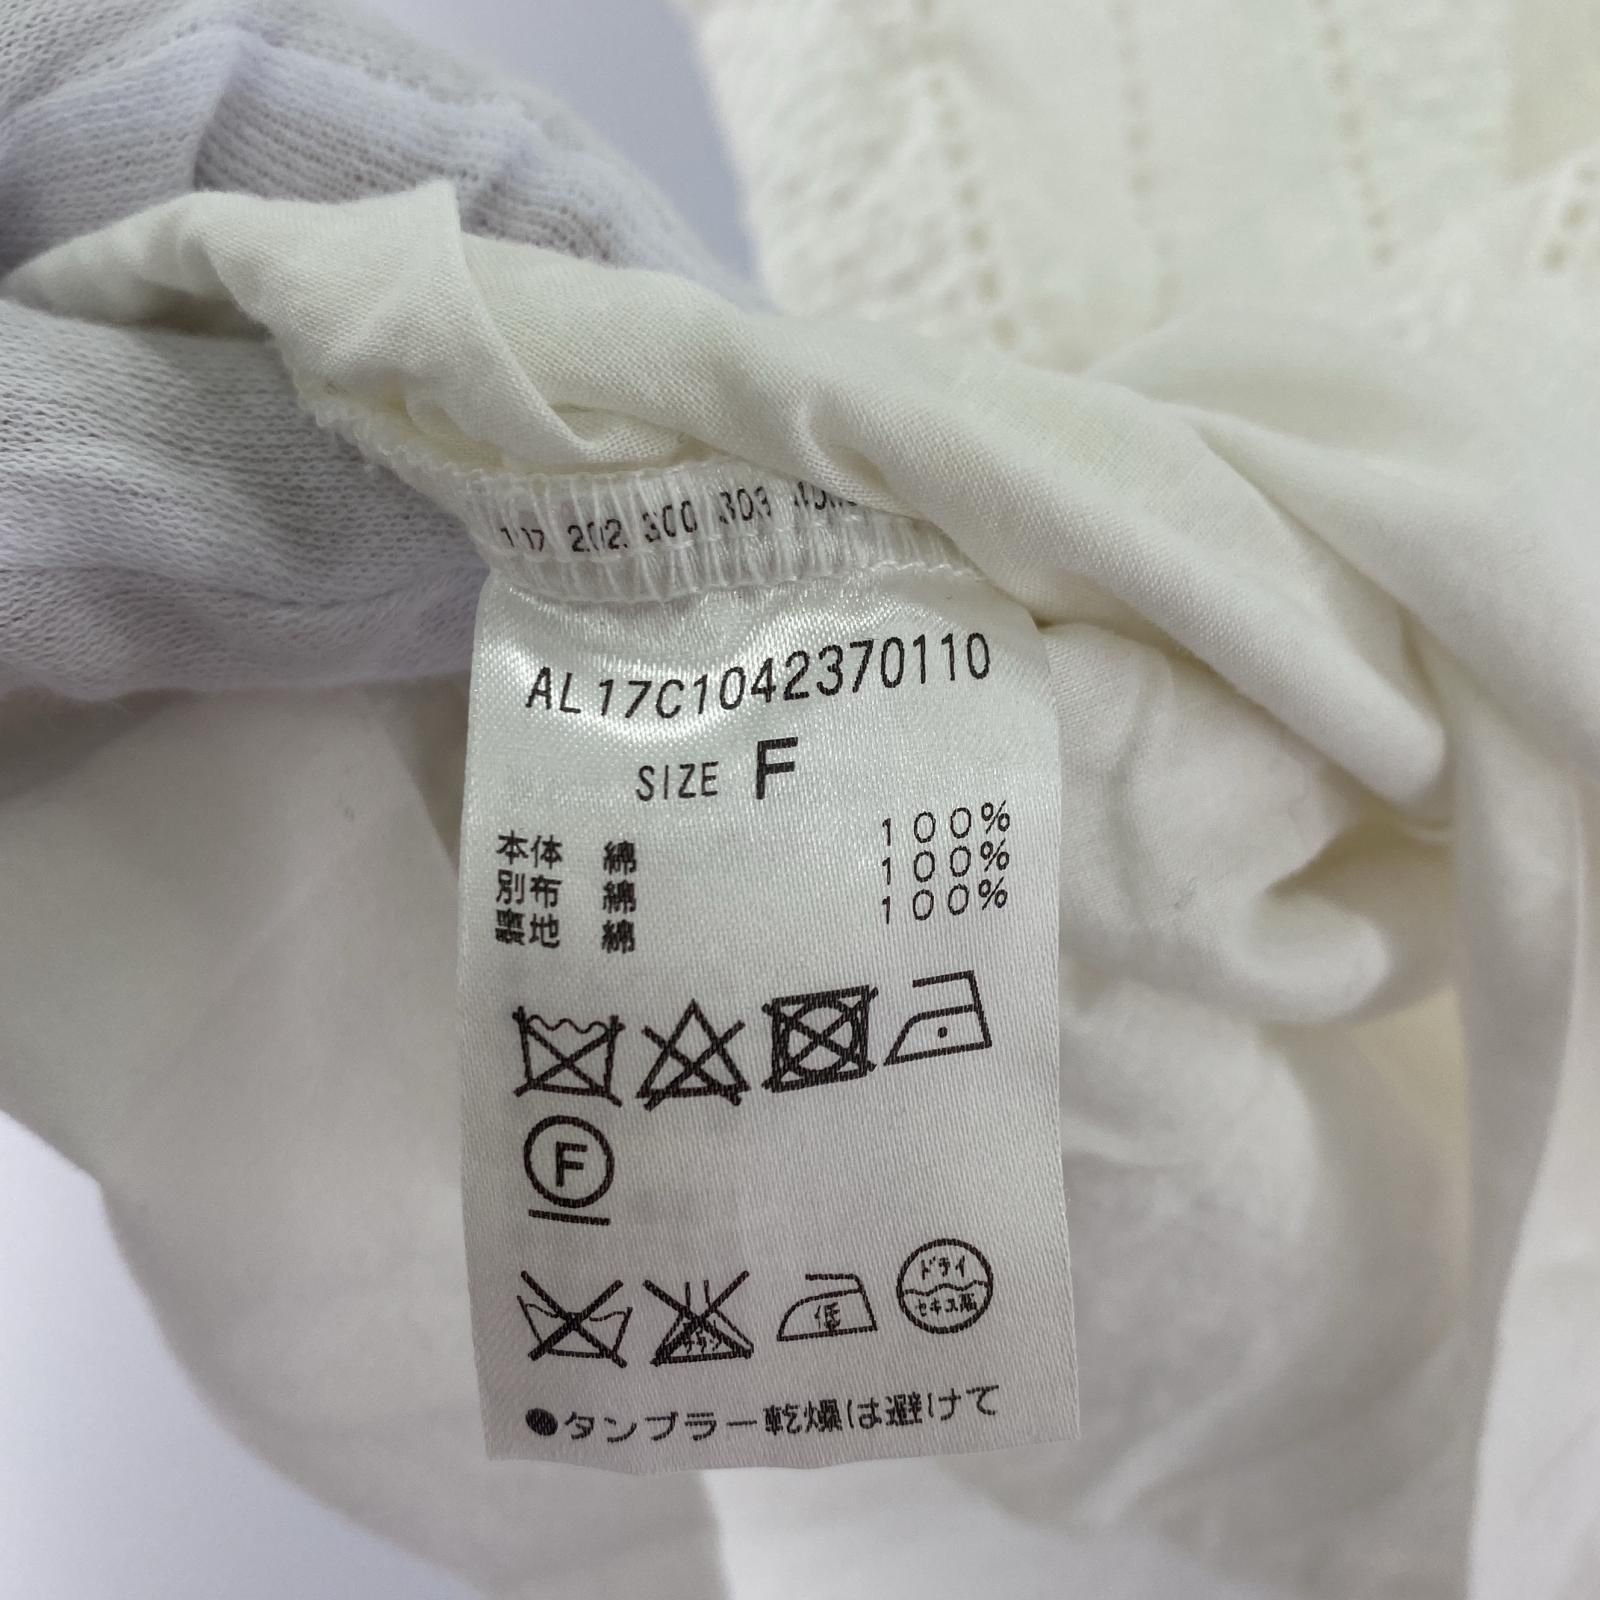 202 300 303
AL17C1042370110
SIZE F
本体 綿 100%
別布 綿 100%
裏地 綿 100%
F
低 ドライ
セキユ系
●タンブラー乾燥は避けて